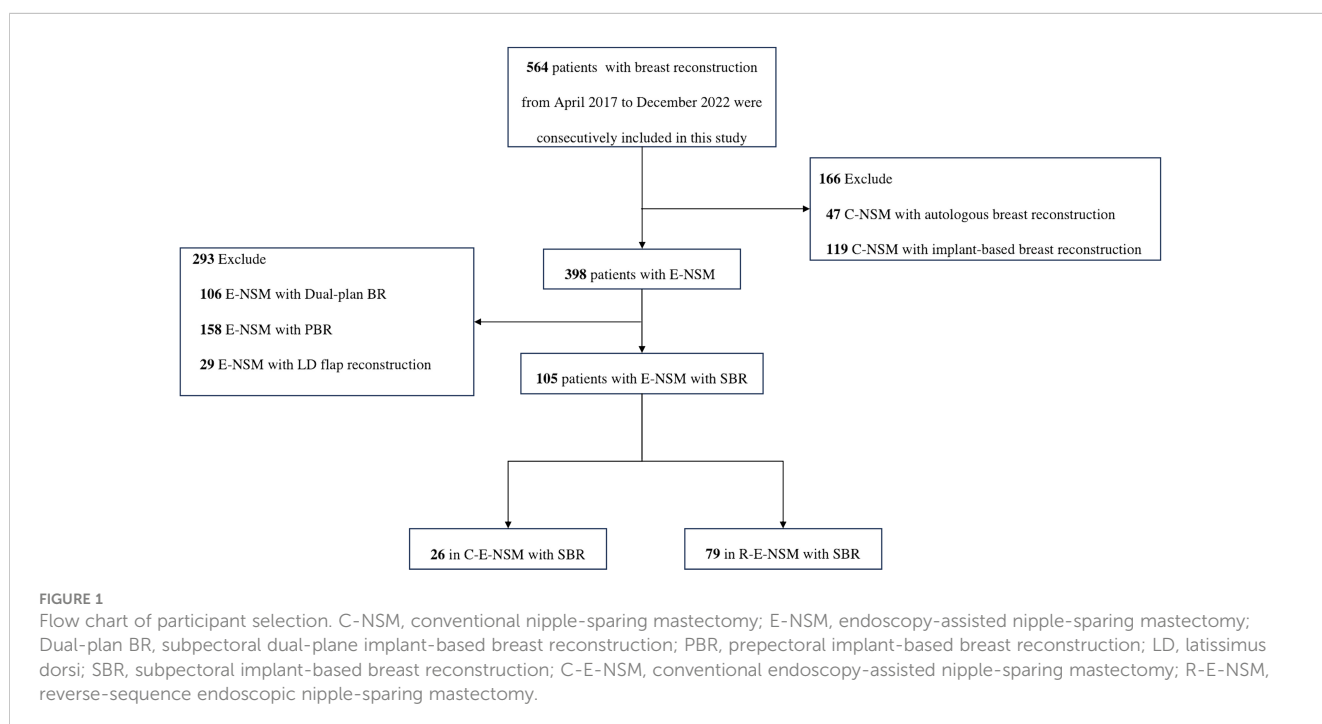 564 patients with breast reconstruction
from April 2017 to December 2022 were
consecutively included in this study
166 Exclude
47 C-NSM with autologous breast reconstruction
119 C-NSM with implant-based breast reconstruction
398 patients with E-NSM
293 Exclude
106 E-NSM with Dual-plan BR
158 E-NSM with PBR
29 E-NSM with LD flap reconstruction
105 patients with E-NSM with SBR
26 in C-E-NSM with SBR
79 in R-E-NSM with SBR
FIGURE 1
Flow chart of participant selection. C-NSM, conventional nipple-sparing mastectomy; E-NSM, endoscopy-assisted nipple-sparing mastectomy;
Dual-plan BR, subpectoral dual-plane implant-based breast reconstruction; PBR, prepectoral implant-based breast reconstruction; LD, latissimus
dorsi; SBR, subpectoral implant-based breast reconstruction; C-E-NSM, conventional endoscopy-assisted nipple-sparing mastectomy; R-E-NSM,
reverse-sequence endoscopic nipple-sparing mastectomy.